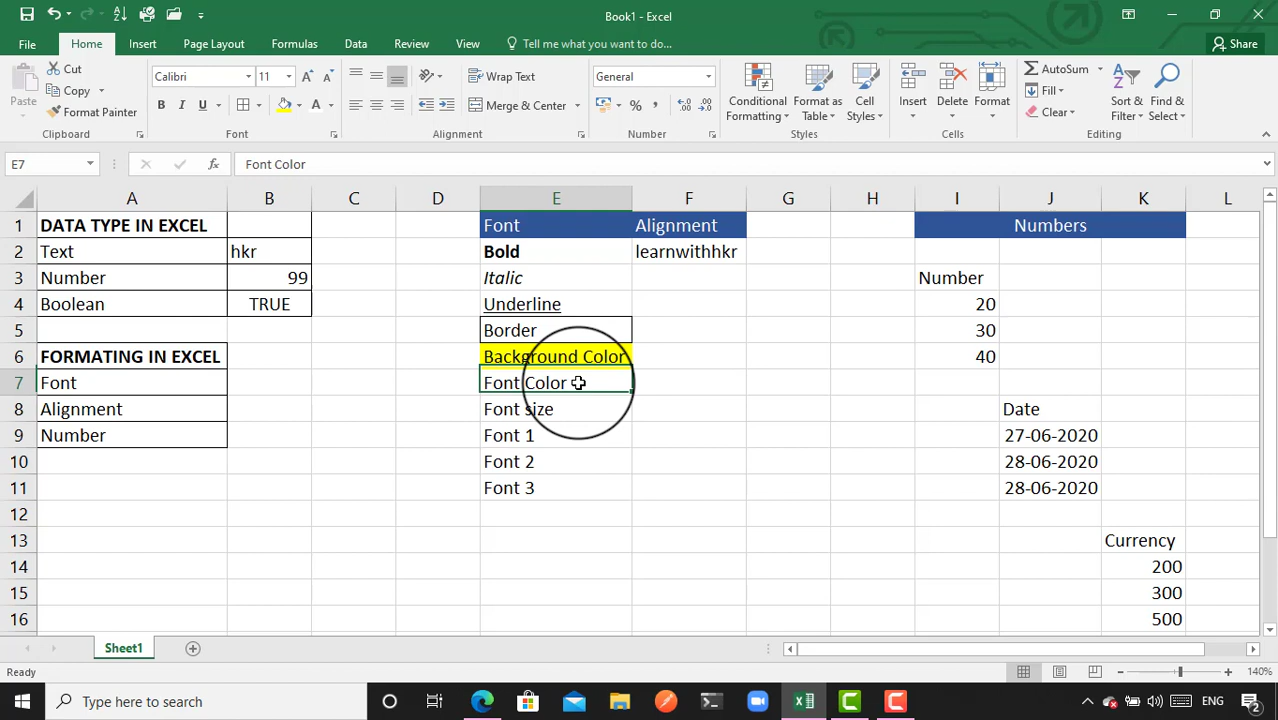 Book1 - Excel
File Home Insert Page Layout Formulas Data Review View Tell me what you want to do... Share
Paste Cut Copy Format Painter Clipboard
Calibri 11 B I U A Font
Wrap Text Merge & Center Alignment
General % , Number
Conditional Formatting Format as Table Cell Styles Styles
Insert Delete Format Cells
AutoSum Fill Clear Sort & Filter Find & Select Editing
E7 fx Font Color
A B C D E F G H I J K L
1 DATA TYPE IN EXCEL Font Alignment Numbers
2 Text hkr Bold learnwithhkr
3 Number 99 Italic Number
4 Boolean TRUE Underline 20
5 Border 30
6 FORMATING IN EXCEL Background Color 40
7 Font Font Color
8 Alignment Font size Date
9 Number Font 1 27-06-2020
10 Font 2 28-06-2020
11 Font 3 28-06-2020
12
13 Currency
14 200
15 300
16 500
Sheet1
Ready 140%
Type here to search ENG 2